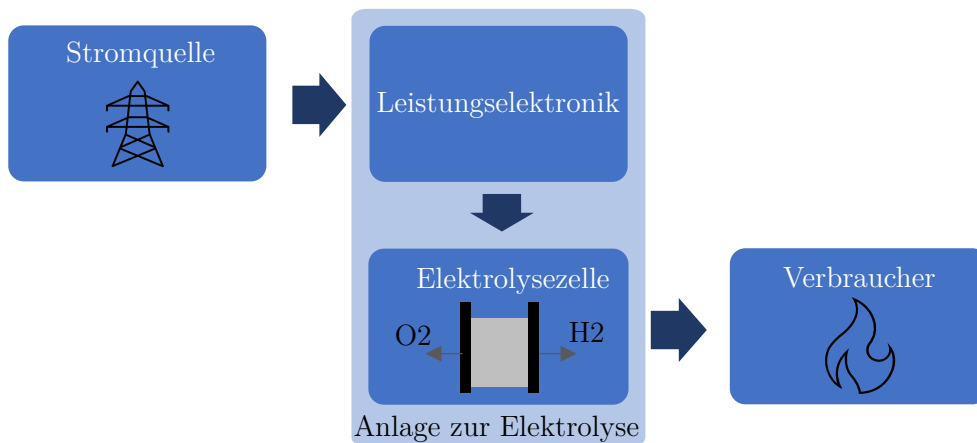 Stromquelle
Leistungselektronik
Elektrolysezelle
O2
H2
Anlage zur Elektrolyse
Verbraucher